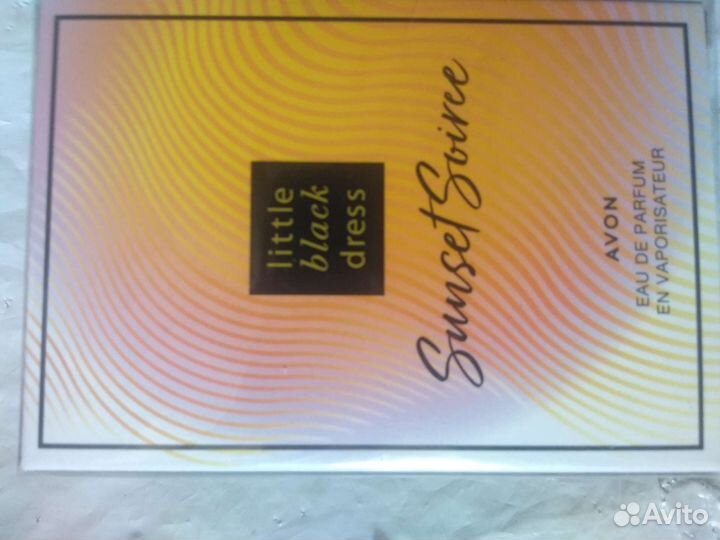 little
black
dress
Sunset Soiree
AVON
EAU DE PARFUM
EN VAPORISATEUR
Avito